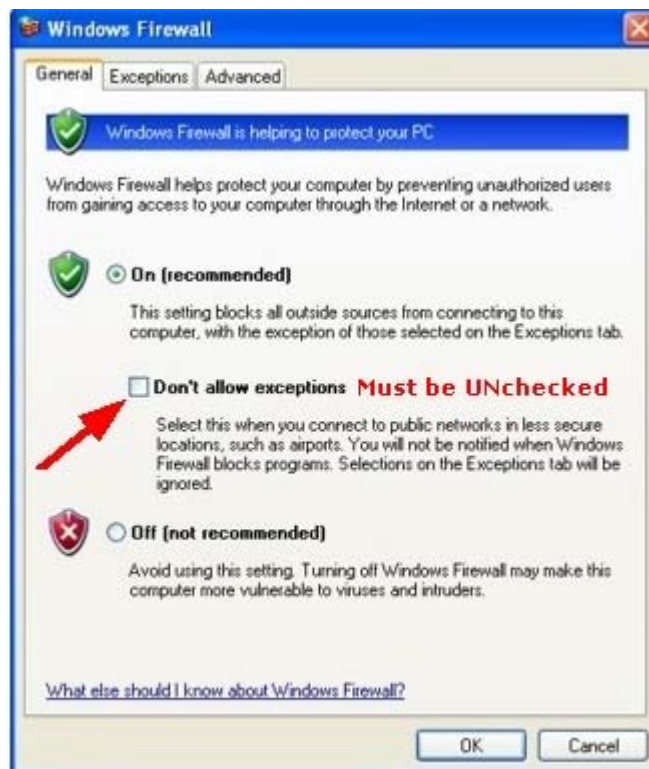 Windows Firewall
General Exceptions Advanced
Windows Firewall is helping to protect your PC
Windows Firewall helps protect your computer by preventing unauthorized users
from gaining access to your computer through the Internet or a network.
On (recommended)
This setting blocks all outside sources from connecting to this
computer, with the exception of those selected on the Exceptions tab.
Don't allow exceptions Must be UNchecked
Select this when you connect to public networks in less secure
locations, such as airports. You will not be notified when Windows
Firewall blocks programs. Selections on the Exceptions tab will be
ignored.
Off (not recommended)
Avoid using this setting. Turning off Windows Firewall may make this
computer more vulnerable to viruses and intruders.
What else should I know about Windows Firewall?
OK Cancel